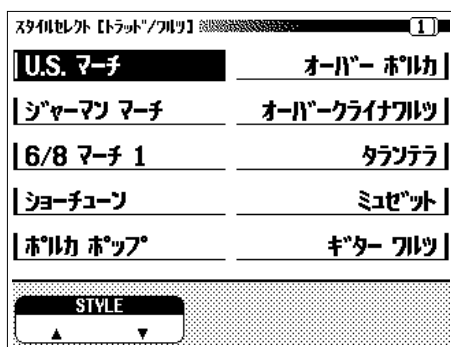 スタイルセレクト【トラッド/ワルツ】 1
U.S. マーチ
ジャーマン マーチ
6/8 マーチ 1
ショーチューン
ポルカ ポップ
オーバー ポルカ
オーバークライナワルツ
タランテラ
ミュゼット
ギター ワルツ
STYLE
▲ ▼